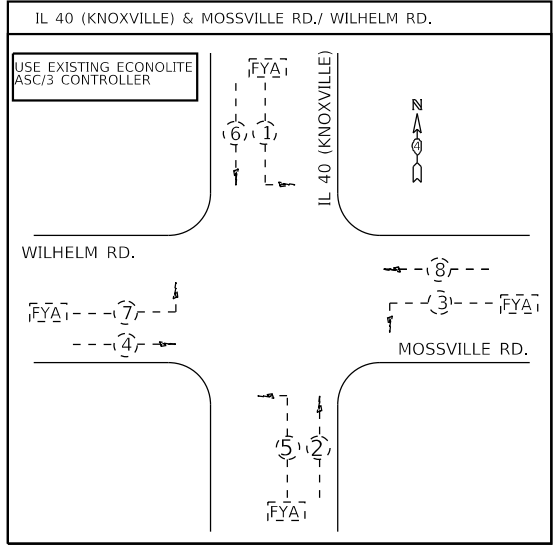 IL 40 (KNOXVILLE) & MOSSVILLE RD./ WILHELM RD.
USE EXISTING ECONOLITE
ASC/3 CONTROLLER
FYA
IL 40 (KNOXVILLE)
N
4
6
1
WILHELM RD.
8
FYA
7
3
FYA
4
MOSSVILLE RD.
5
2
FYA